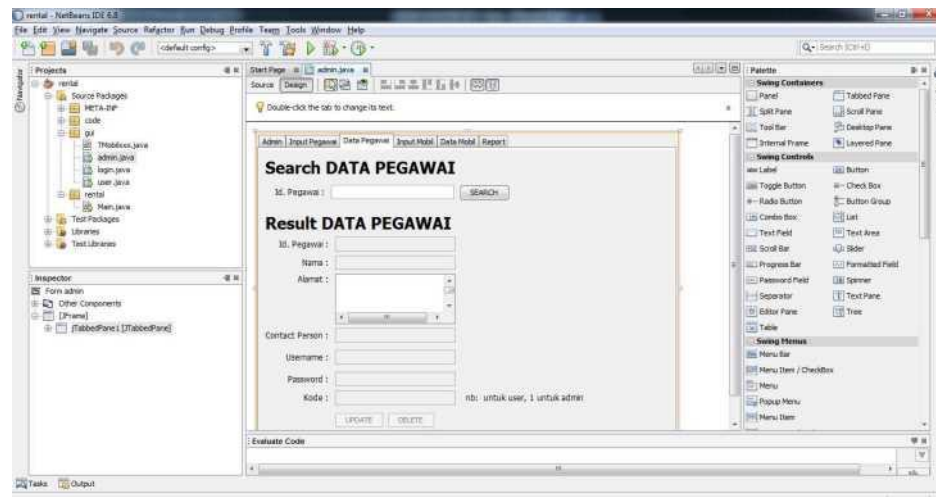 rental - NetBeans IDE 6.8
File Edit View Navigate Source Refactor Run Debug Profile Team Tools Window Help
<default config>
Search (Ctrl+I)
Navigator
Projects
rental
Source Packages
META-INF
code
gui
TMobilxxx.java
admin.java
login.java
user.java
rental
Main.java
Test Packages
Libraries
Test Libraries
Inspector
Form admin
Other Components
[JFrame]
jTabbedPane1 [JTabbedPane]
Start Page admin.java
Source Design
Double-click the tab to change its text.
Admin Input Pegawai Data Pegawai Input Mobil Data Mobil Report
Search DATA PEGAWAI
Id. Pegawai : SEARCH
Result DATA PEGAWAI
Id. Pegawai :
Nama :
Alamat :
Contact Person :
Username :
Password :
Kode : nb: untuk user, 1 untuk admin
UPDATE DELETE
Evaluate Code
Palette
Swing Containers
Panel Tabbed Pane
Split Pane Scroll Pane
Tool Bar Desktop Pane
Internal Frame Layered Pane
Swing Controls
label Label Button
Toggle Button Check Box
Radio Button Button Group
Combo Box List
Text Field Text Area
Scroll Bar Slider
Progress Bar Formatted Field
Password Field Spinner
Separator Text Pane
Editor Pane Tree
Table
Swing Menus
Menu Bar
Menu Item / CheckBox
Menu
Popup Menu
Menu Item
Tasks Output